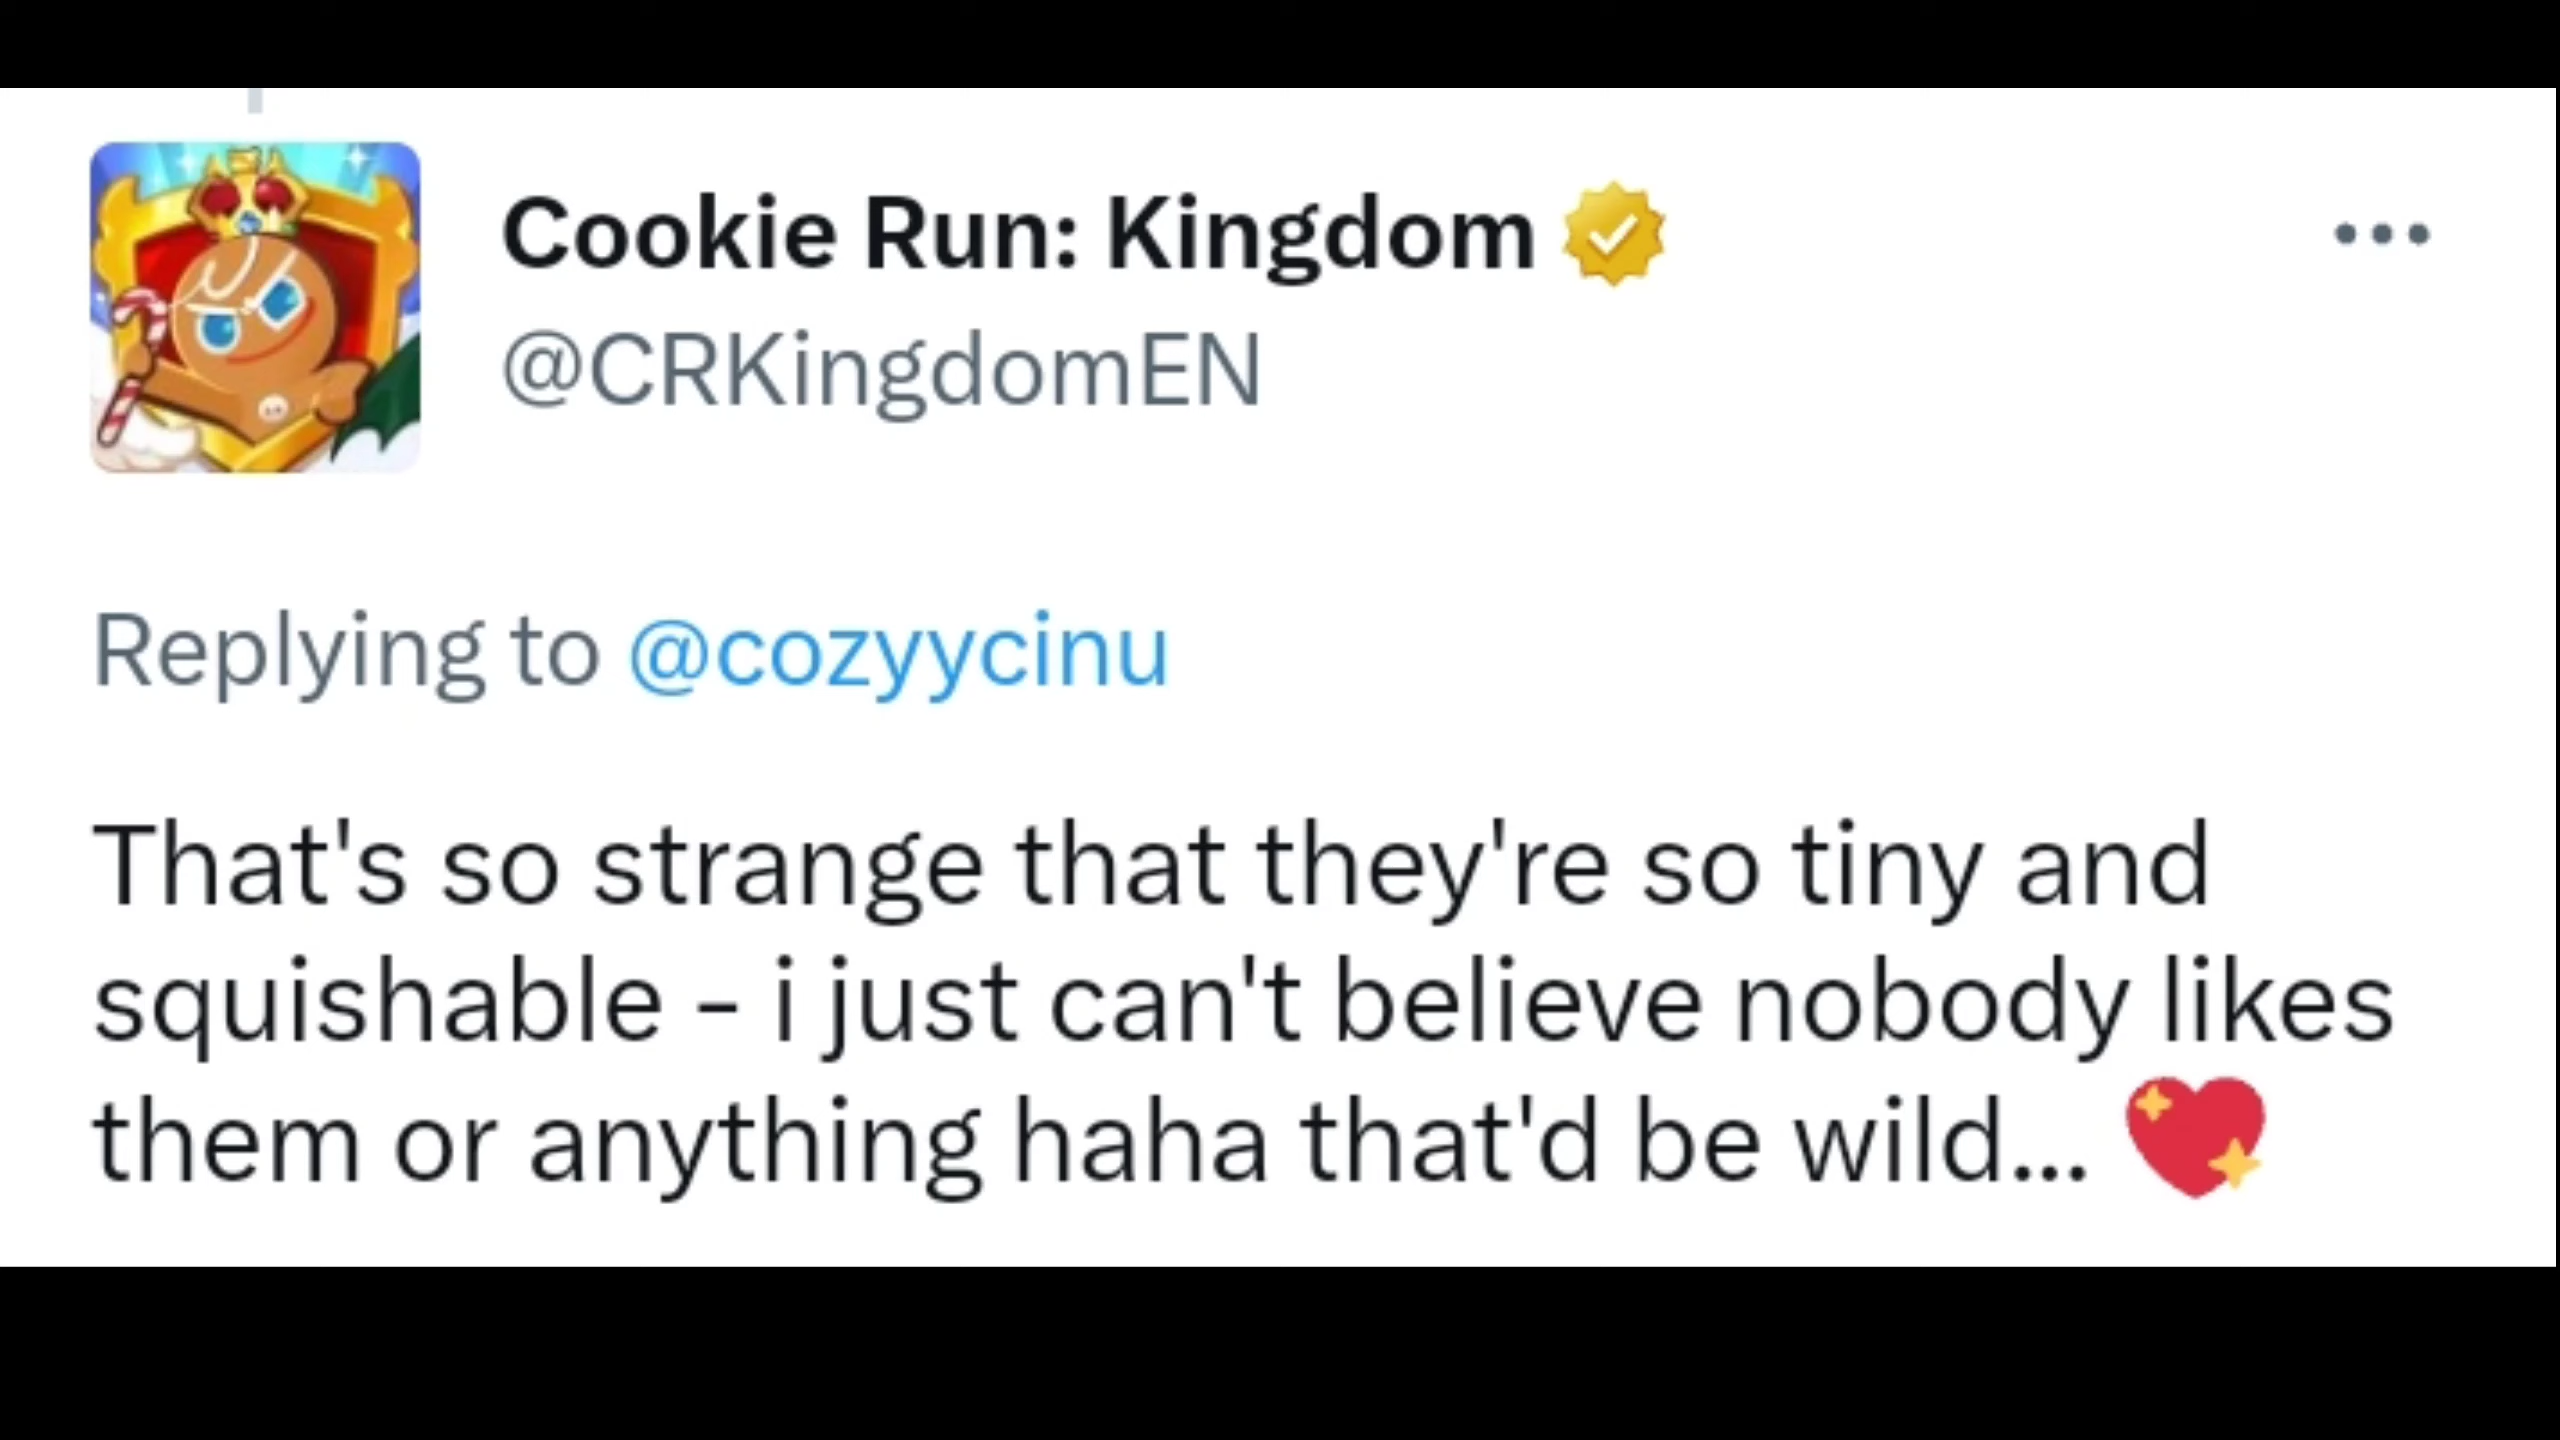 Cookie Run: Kingdom
@CRKingdomEN
Replying to @cozyycinu
That's so strange that they're so tiny and
squishable - i just can't believe nobody likes
them or anything haha that'd be wild... 💖